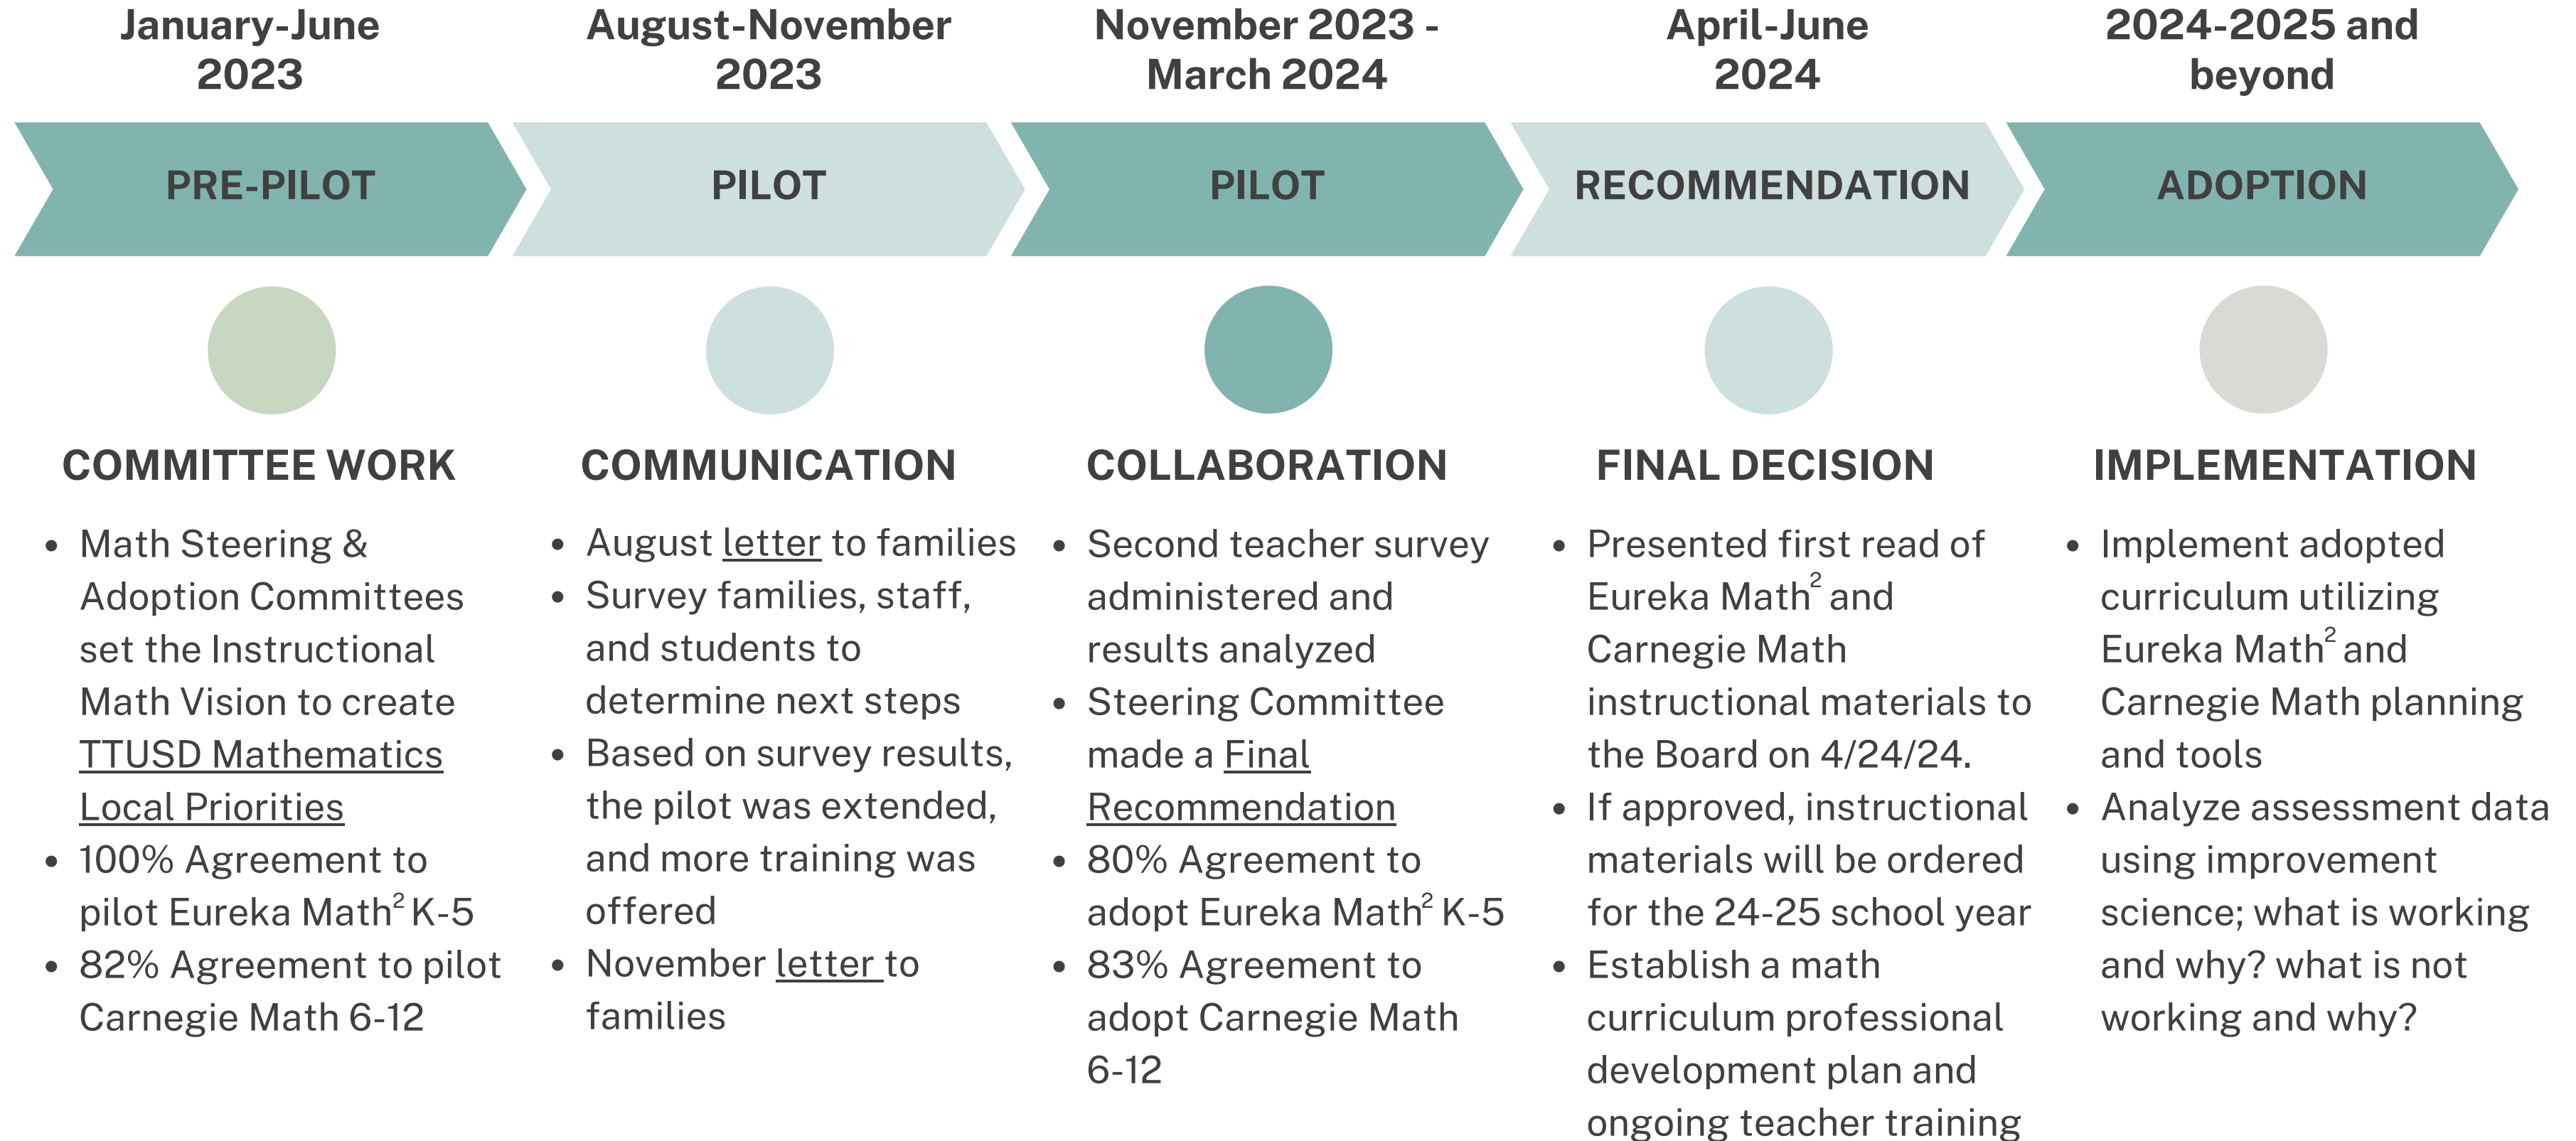 January-June
2023
August-November
2023
November 2023 -
March 2024
April-June
2024
2024-2025 and
beyond
PRE-PILOT
PILOT
PILOT
RECOMMENDATION
ADOPTION
COMMITTEE WORK
• Math Steering &
Adoption Committees
set the Instructional
Math Vision to create
TTUSD Mathematics
Local Priorities
• 100% Agreement to
pilot Eureka Math² K-5
• 82% Agreement to pilot
Carnegie Math 6-12
COMMUNICATION
• August letter to families
• Survey families, staff,
and students to
determine next steps
• Based on survey results,
the pilot was extended,
and more training was
offered
• November letter to
families
COLLABORATION
• Second teacher survey
administered and
results analyzed
• Steering Committee
made a Final
Recommendation
• 80% Agreement to
adopt Eureka Math² K-5
• 83% Agreement to
adopt Carnegie Math
6-12
FINAL DECISION
• Presented first read of
Eureka Math² and
Carnegie Math
instructional materials to
the Board on 4/24/24.
• If approved, instructional
materials will be ordered
for the 24-25 school year
• Establish a math
curriculum professional
development plan and
ongoing teacher training
IMPLEMENTATION
• Implement adopted
curriculum utilizing
Eureka Math² and
Carnegie Math planning
and tools
• Analyze assessment data
using improvement
science; what is working
and why? what is not
working and why?